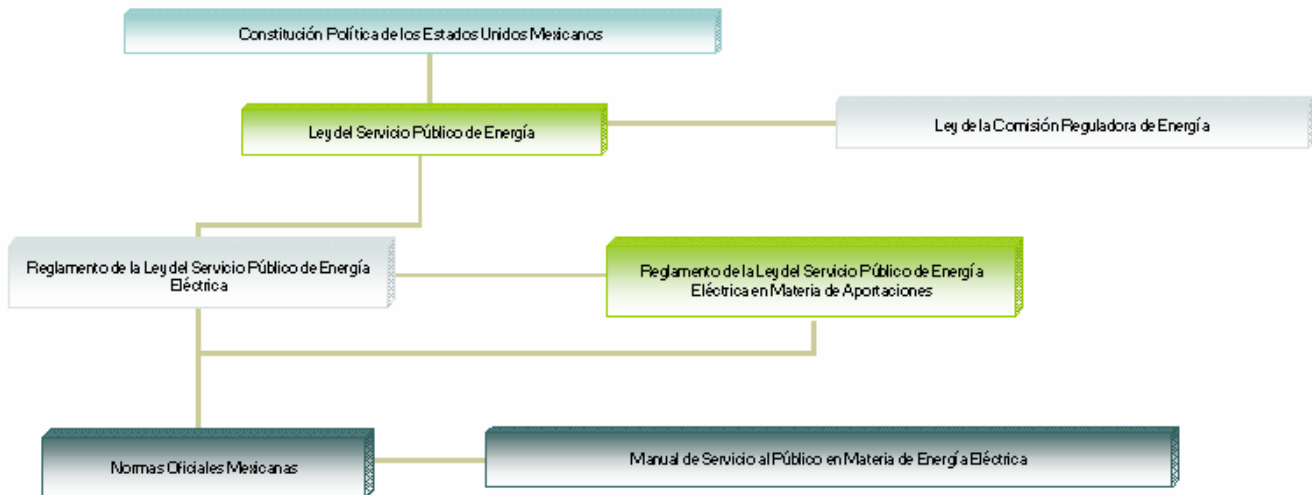 Constitución Política de los Estados Unidos Mexicanos
Ley del Servicio Público de Energía
Ley de la Comisión Reguladora de Energía
Reglamento de la Ley del Servicio Público de Energía
Eléctrica
Reglamento de la Ley del Servicio Público de Energía
Eléctrica en Materia de Aportaciones
Normas Oficiales Mexicanas
Manual de Servicio al Público en Materia de Energía Eléctrica